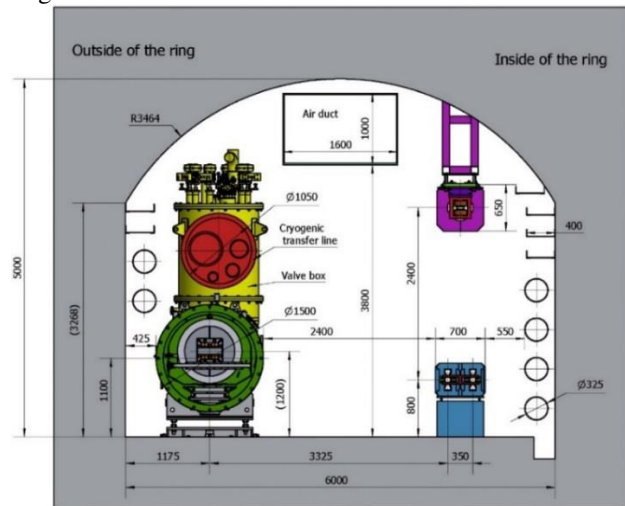 Outside of the ring
Inside of the ring
R3464
Air duct
1000
1600
Ø1050
Cryogenic
transfer line
Valve box
Ø1500
650
400
5000
(3268)
3800
2400
425
2400
700
550
1100
(1200)
800
Ø325
1175
3325
350
6000